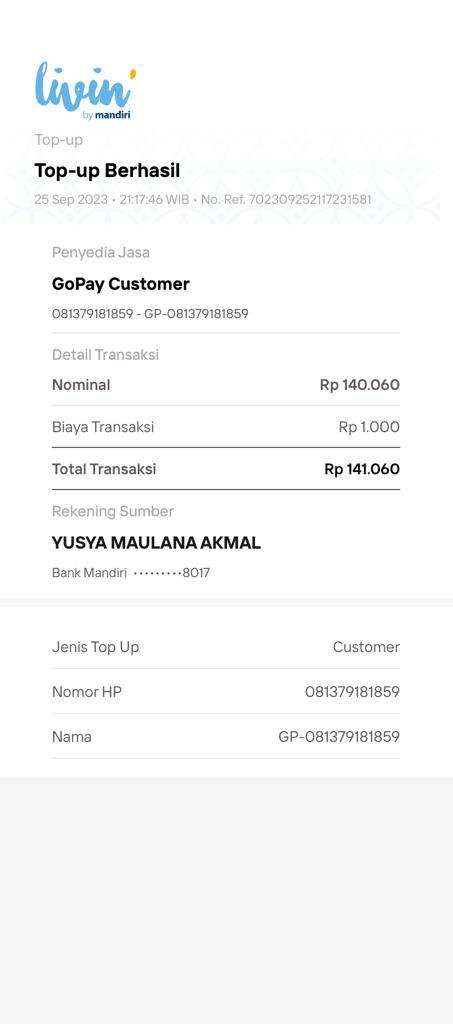 livin'
by mandiri
Top-up
Top-up Berhasil
25 Sep 2023 • 21:17:46 WIB • No. Ref. 702309252117231581
Penyedia Jasa
GoPay Customer
081379181859 - GP-081379181859
Detail Transaksi
Nominal Rp 140.060
Biaya Transaksi Rp 1.000
Total Transaksi Rp 141.060
Rekening Sumber
YUSYA MAULANA AKMAL
Bank Mandiri •••••••••8017
Jenis Top Up Customer
Nomor HP 081379181859
Nama GP-081379181859